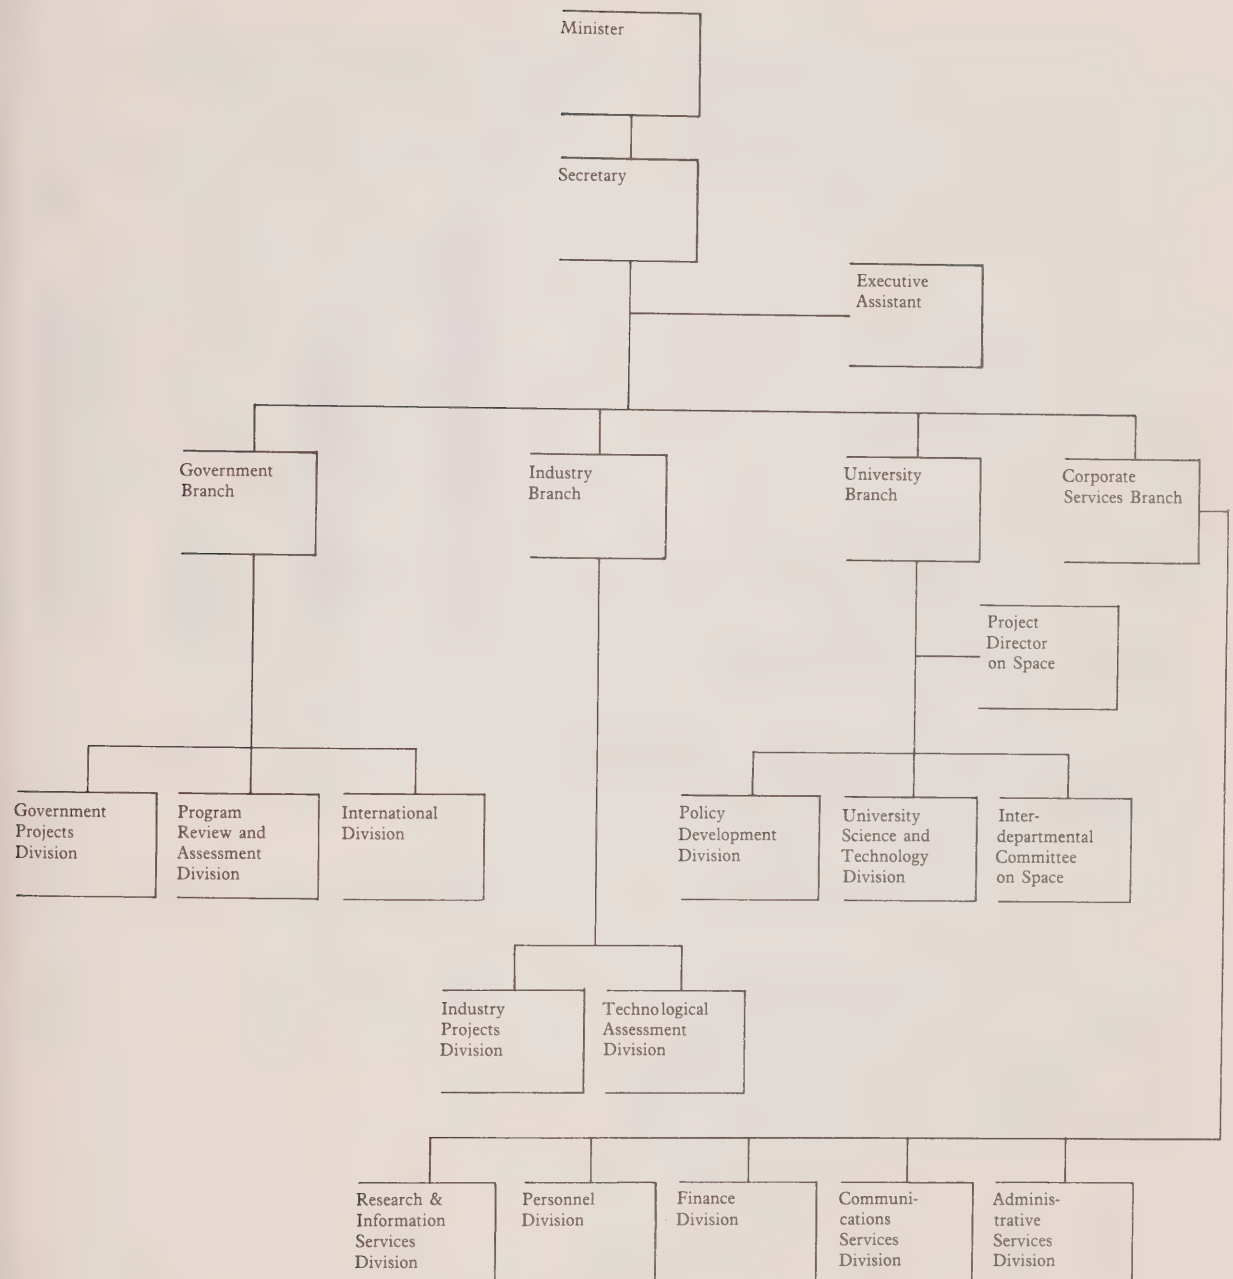 Minister
Secretary
Executive
Assistant
Government
Branch
Industry
Branch
University
Branch
Corporate
Services Branch
Project
Director
on Space
Government
Projects
Division
Program
Review and
Assessment
Division
International
Division
Policy
Development
Division
University
Science and
Technology
Division
Inter-
departmental
Committee
on Space
Industry
Projects
Division
Technological
Assessment
Division
Research &
Information
Services
Division
Personnel
Division
Finance
Division
Communi-
cations
Services
Division
Adminis-
trative
Services
Division